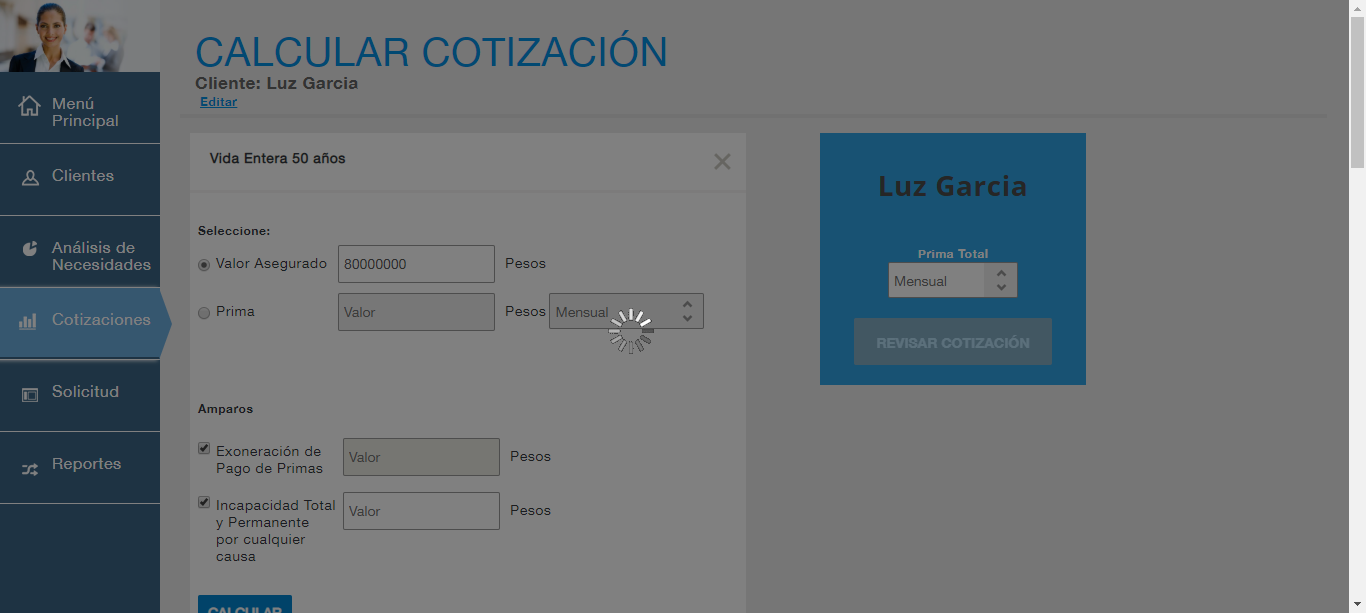 CALCULAR COTIZACIÓN
Cliente: Luz Garcia
Editar
Menú
Principal
Clientes
Análisis de
Necesidades
Cotizaciones
Solicitud
Reportes
Vida Entera 50 años
Seleccione:
Valor Asegurado 80000000 Pesos
Prima Valor Pesos Mensual
Amparos
Exoneración de
Pago de Primas
Valor Pesos
Incapacidad Total
y Permanente
por cualquier
causa
Valor Pesos
CALCULAR
Luz Garcia
Prima Total
Mensual
REVISAR COTIZACIÓN